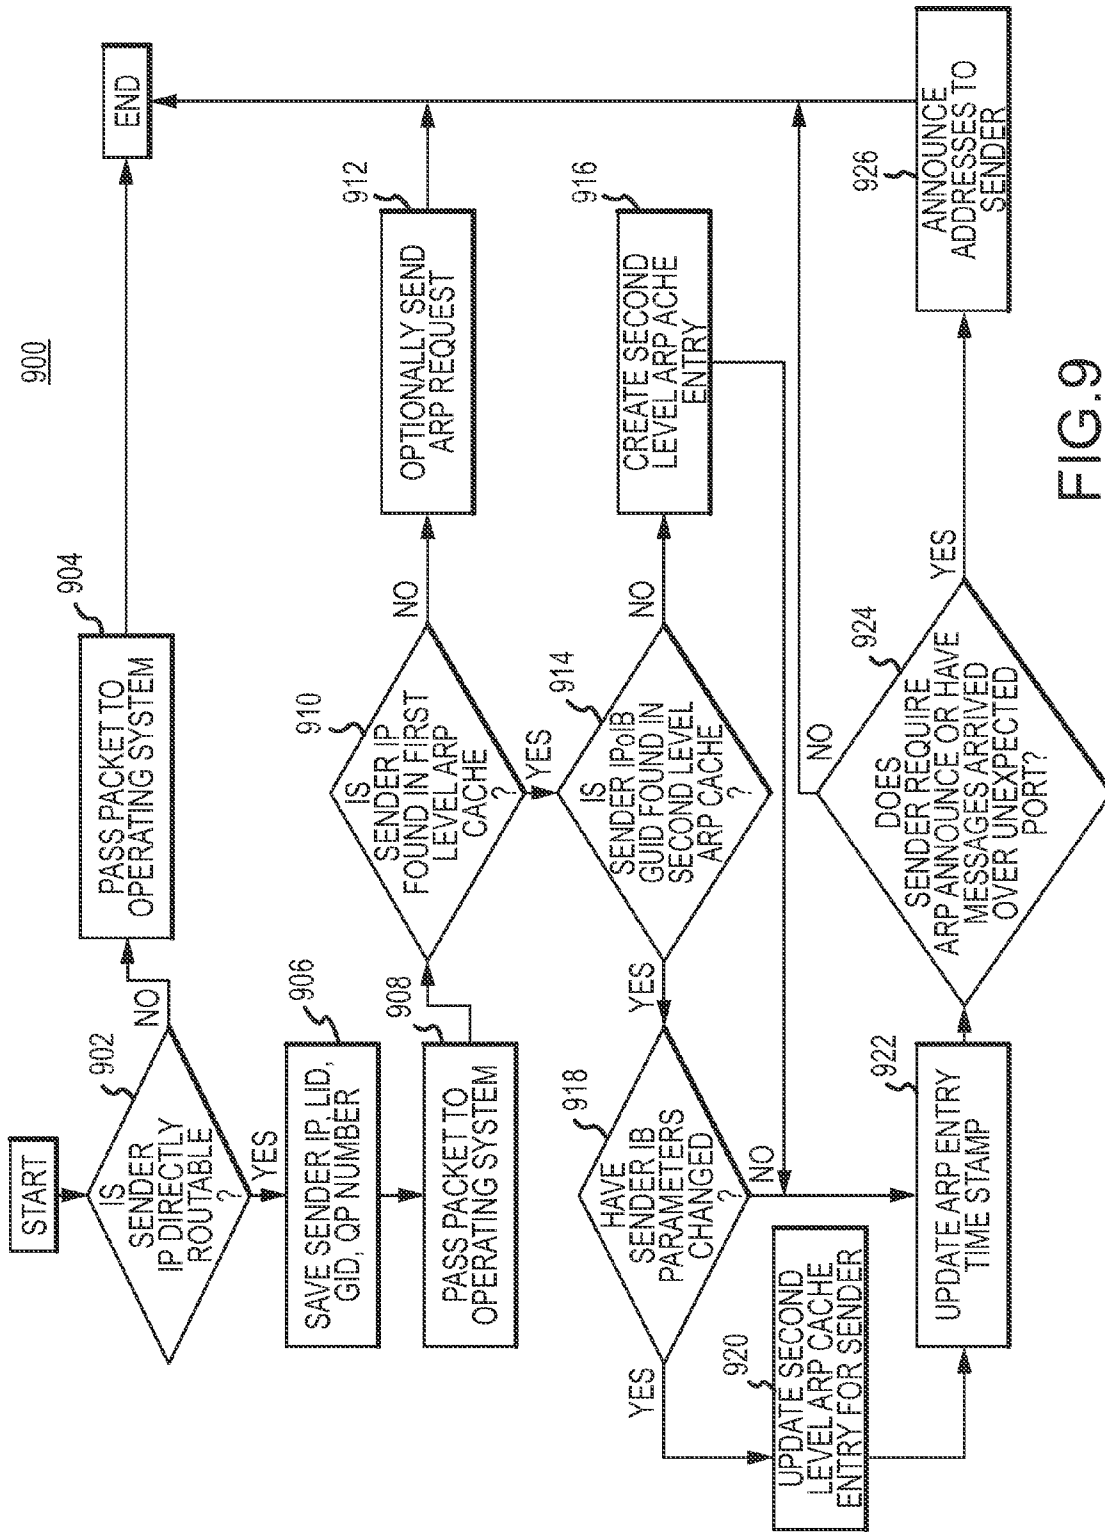 900
START
IS
SENDER
IP DIRECTLY
ROUTABLE
?
902
NO
YES
PASS PACKET TO
OPERATING SYSTEM
904
END
SAVE SENDER IP, LID,
GID, QP NUMBER
906
PASS PACKET TO
OPERATING SYSTEM
908
IS
SENDER IP
FOUND IN FIRST
LEVEL ARP
CACHE
?
910
NO
YES
OPTIONALLY SEND
ARP REQUEST
912
IS
SENDER IPoIB
GUID FOUND IN
SECOND LEVEL
ARP CACHE
?
914
NO
YES
CREATE SECOND
LEVEL ARP ACHE
ENTRY
916
HAVE
SENDER IB
PARAMETERS
CHANGED
?
918
YES
NO
UPDATE SECOND
LEVEL ARP CACHE
ENTRY FOR SENDER
920
UPDATE ARP ENTRY
TIME STAMP
922
DOES
SENDER REQUIRE
ARP ANNOUNCE OR HAVE
MESSAGES ARRIVED
OVER UNEXPECTED
PORT?
924
NO
YES
ANNOUNCE
ADDRESSES TO
SENDER
926
FIG.9